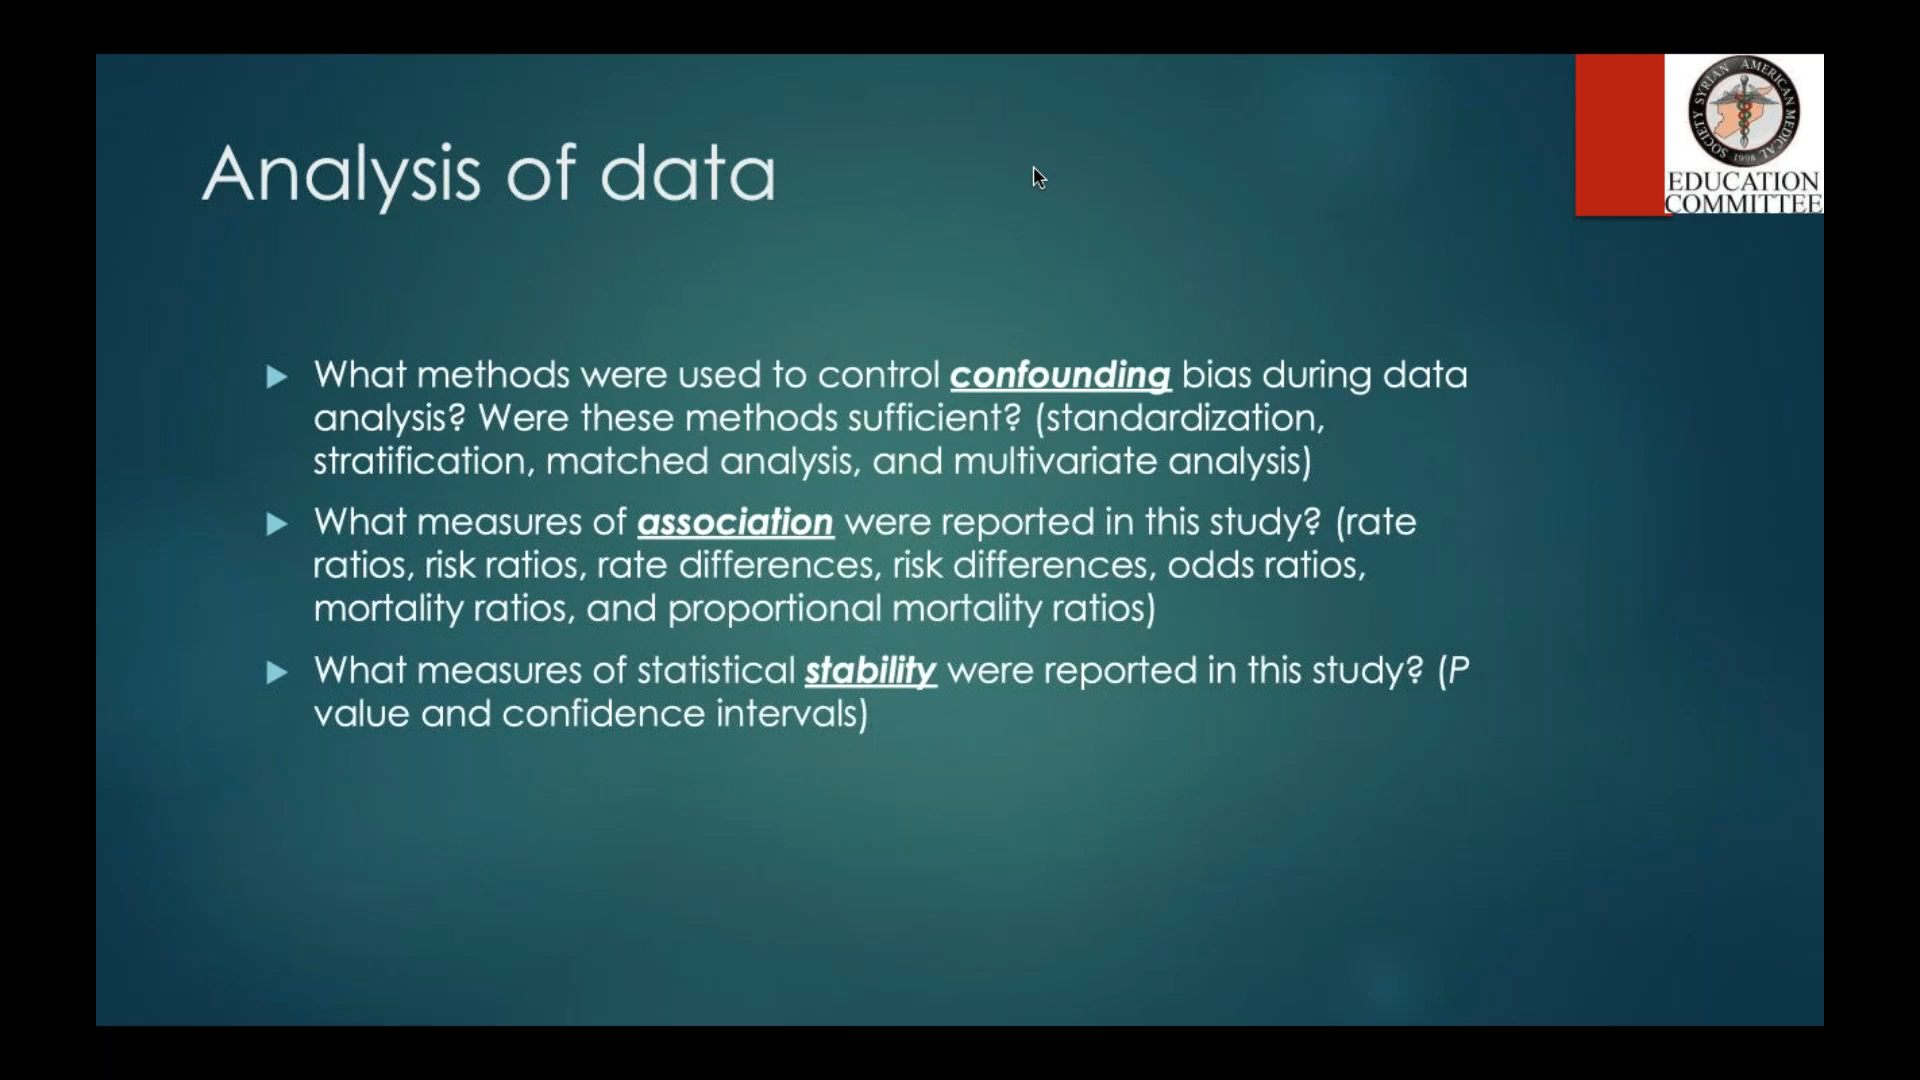 Analysis of data
SYRIAN AMERICAN MEDICAL SOCIETY
1998
EDUCATION
COMMITTEE
What methods were used to control confounding bias during data
analysis? Were these methods sufficient? (standardization,
stratification, matched analysis, and multivariate analysis)
What measures of association were reported in this study? (rate
ratios, risk ratios, rate differences, risk differences, odds ratios,
mortality ratios, and proportional mortality ratios)
What measures of statistical stability were reported in this study? (P
value and confidence intervals)